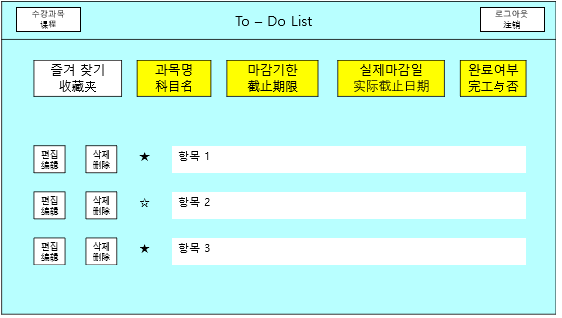 수강과목
课程
To – Do List
로그아웃
注销
즐겨 찾기
收藏夹
과목명
科目名
마감기한
截止期限
실제마감일
实际截止日期
완료여부
完工与否
편집
编辑
삭제
删除
★
항목 1
편집
编辑
삭제
删除
☆
항목 2
편집
编辑
삭제
删除
★
항목 3